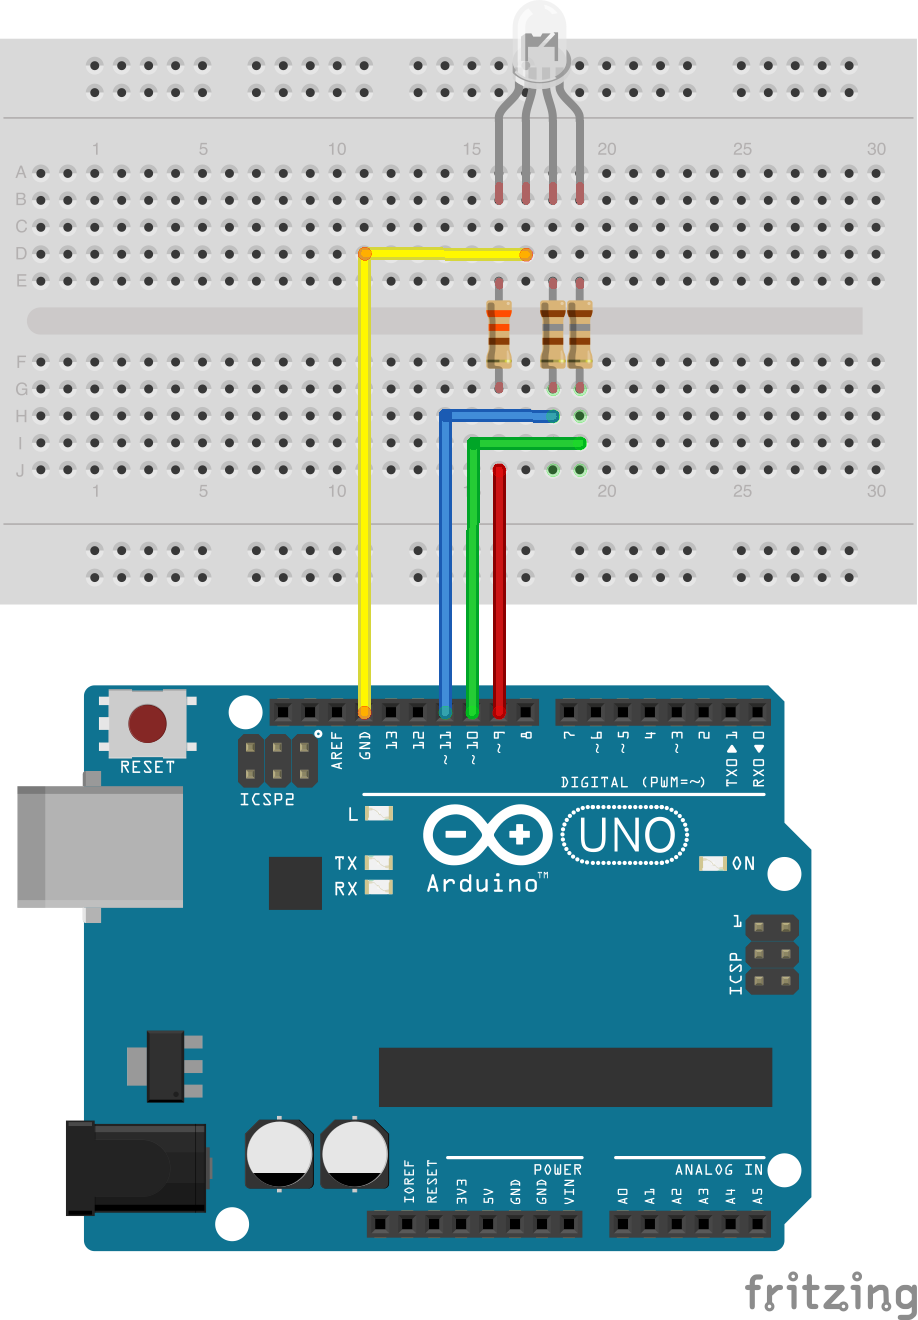 1 5 10 15 20 25 30
A
B
C
D
E
F
G
H
I
J
1 5 10 20 25 30
RESET
ICSP2
AREF
GND
13
12
~11
~10
~9
8
7
~6
~5
4
~3
2
TX0▶1
RX0◀0
DIGITAL (PWM=~)
L
TX
RX
UNO
Arduino™
ON
1
ICSP
POWER
ANALOG IN
IOREF
RESET
3V3
5V
GND
GND
VIN
A0
A1
A2
A3
A4
A5
fritzing